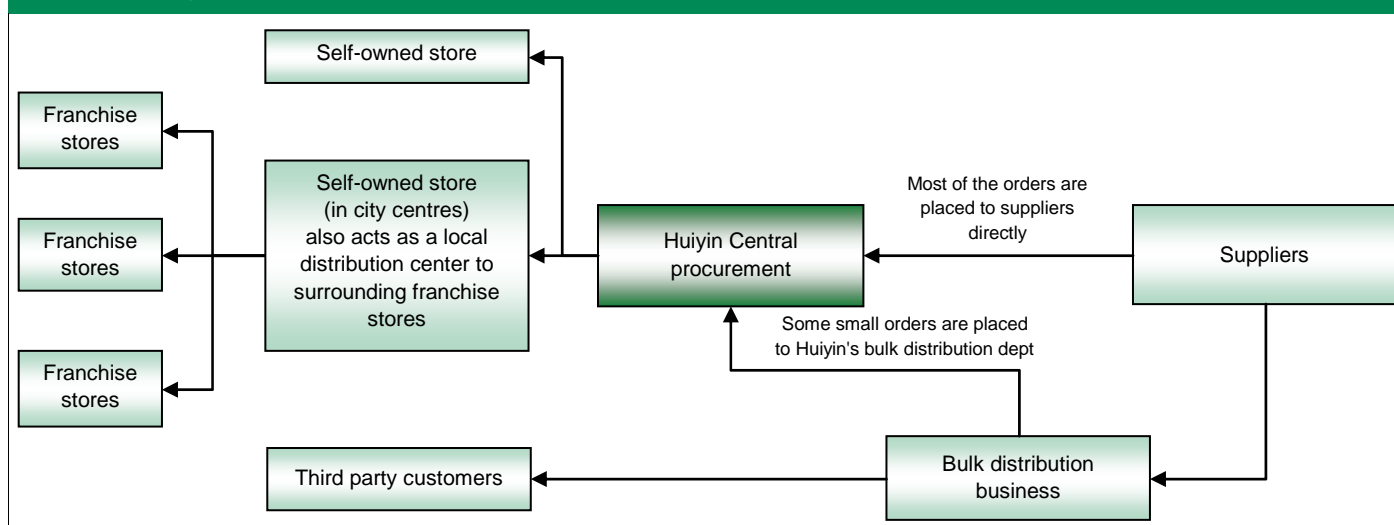 Self-owned store
Franchise
stores
Self-owned store
(in city centres)
also acts as a local
distribution center to
surrounding franchise
stores
Franchise
stores
Franchise
stores
Huiyin Central
procurement
Most of the orders are
placed to suppliers
directly
Suppliers
Some small orders are placed
to Huiyin's bulk distribution dept
Third party customers
Bulk distribution
business